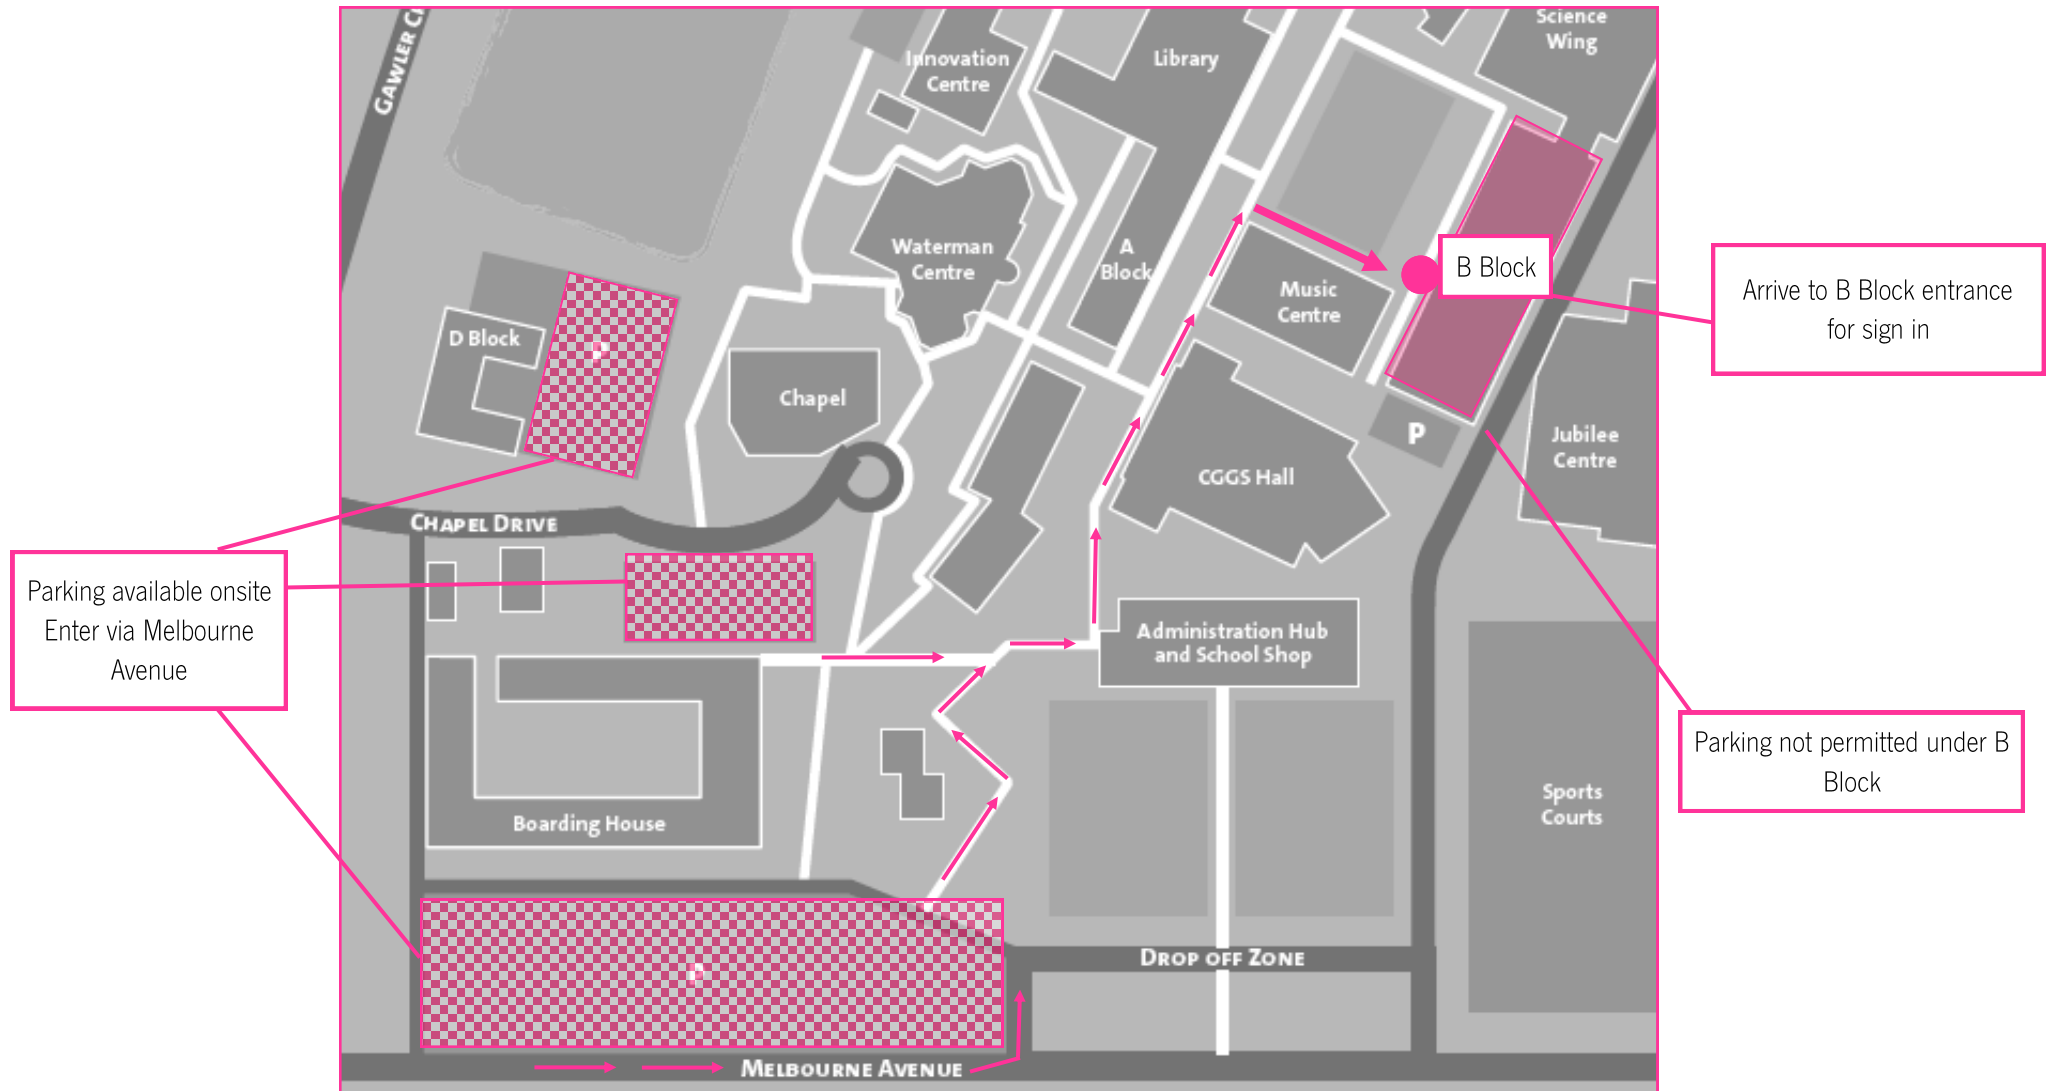 GAWLER C
Innovation
Centre
Library
Science
Wing
Waterman
Centre
A
Block
Music
Centre
B Block
Arrive to B Block entrance
for sign in
D Block
P
Chapel
CGGS Hall
P
Jubilee
Centre
CHAPEL DRIVE
Parking available onsite
Enter via Melbourne
Avenue
Administration Hub
and School Shop
Parking not permitted under B
Block
Boarding House
Sports
Courts
P
DROP OFF ZONE
MELBOURNE AVENUE